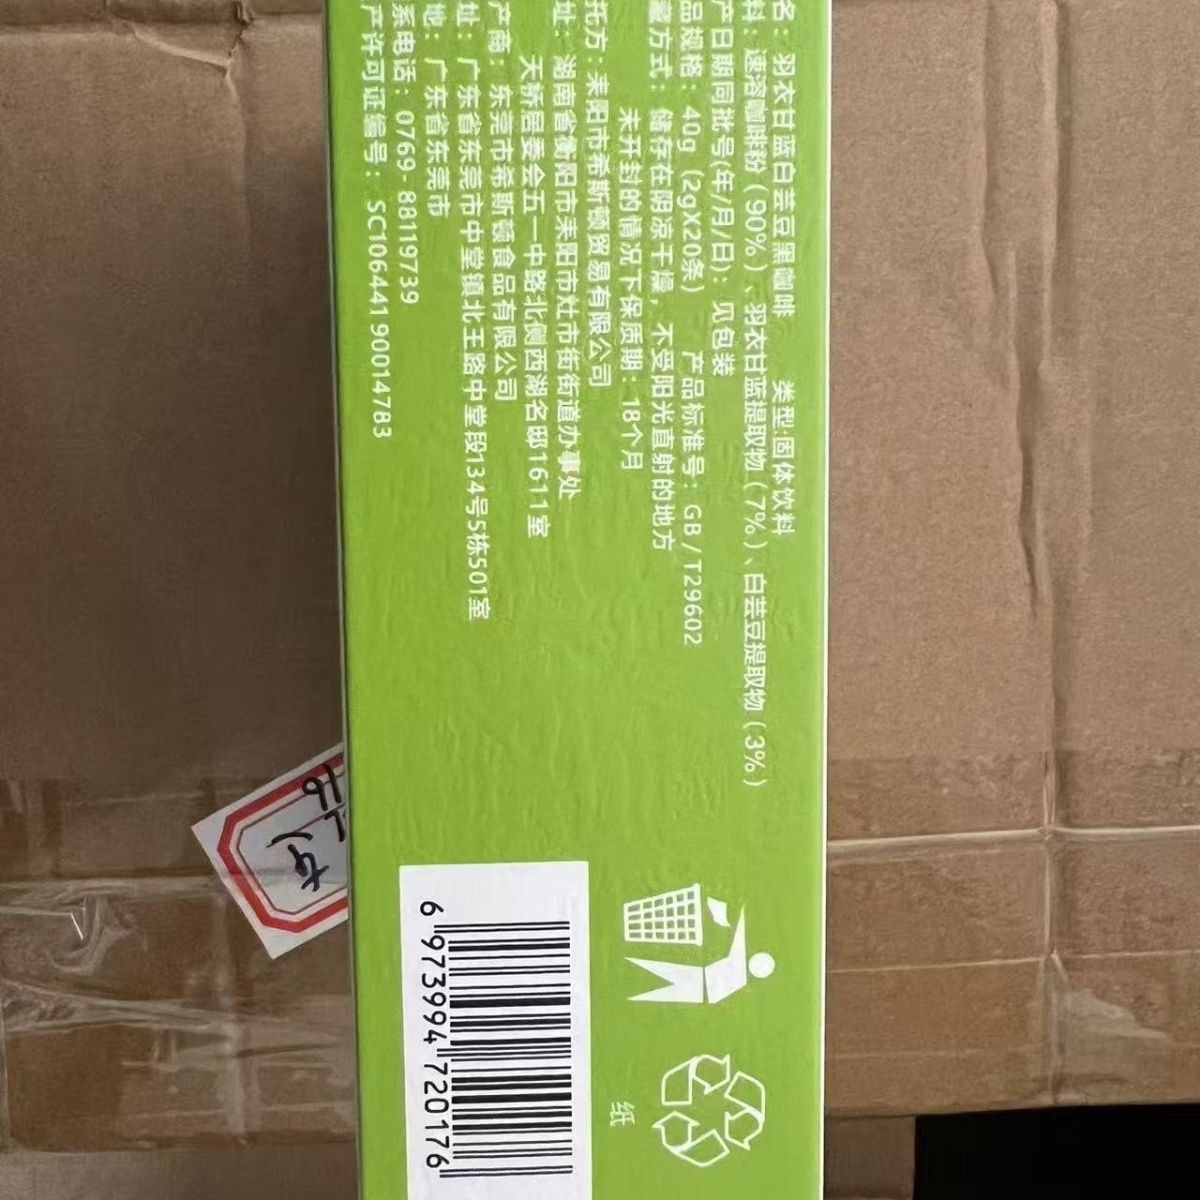 名：羽衣甘蓝白芸豆黑咖啡 类型:固体饮料
料：速溶咖啡粉（90%）、羽衣甘蓝提取物（7%）、白芸豆提取物（3%）
产日期同批号(年/月/日)：见包装
品规格：40g（2gX20条） 产品标准号：GB/T29602
藏方式：储存在阴凉干燥，不受阳光直射的地方
未开封的情况下保质期：18个月
托方：耒阳市希斯顿贸易有限公司
址：湖南省衡阳市耒阳市灶市街街道办事处
天桥居委会五一中路北侧西湖名邸1611室
产商：东莞市希斯顿食品有限公司
址：广东省东莞市中堂镇北王路中堂段134号5栋501室
地：广东省东莞市
系电话：0769-88119739
产许可证编号：SC10644190014783
纸
6 973994 720176